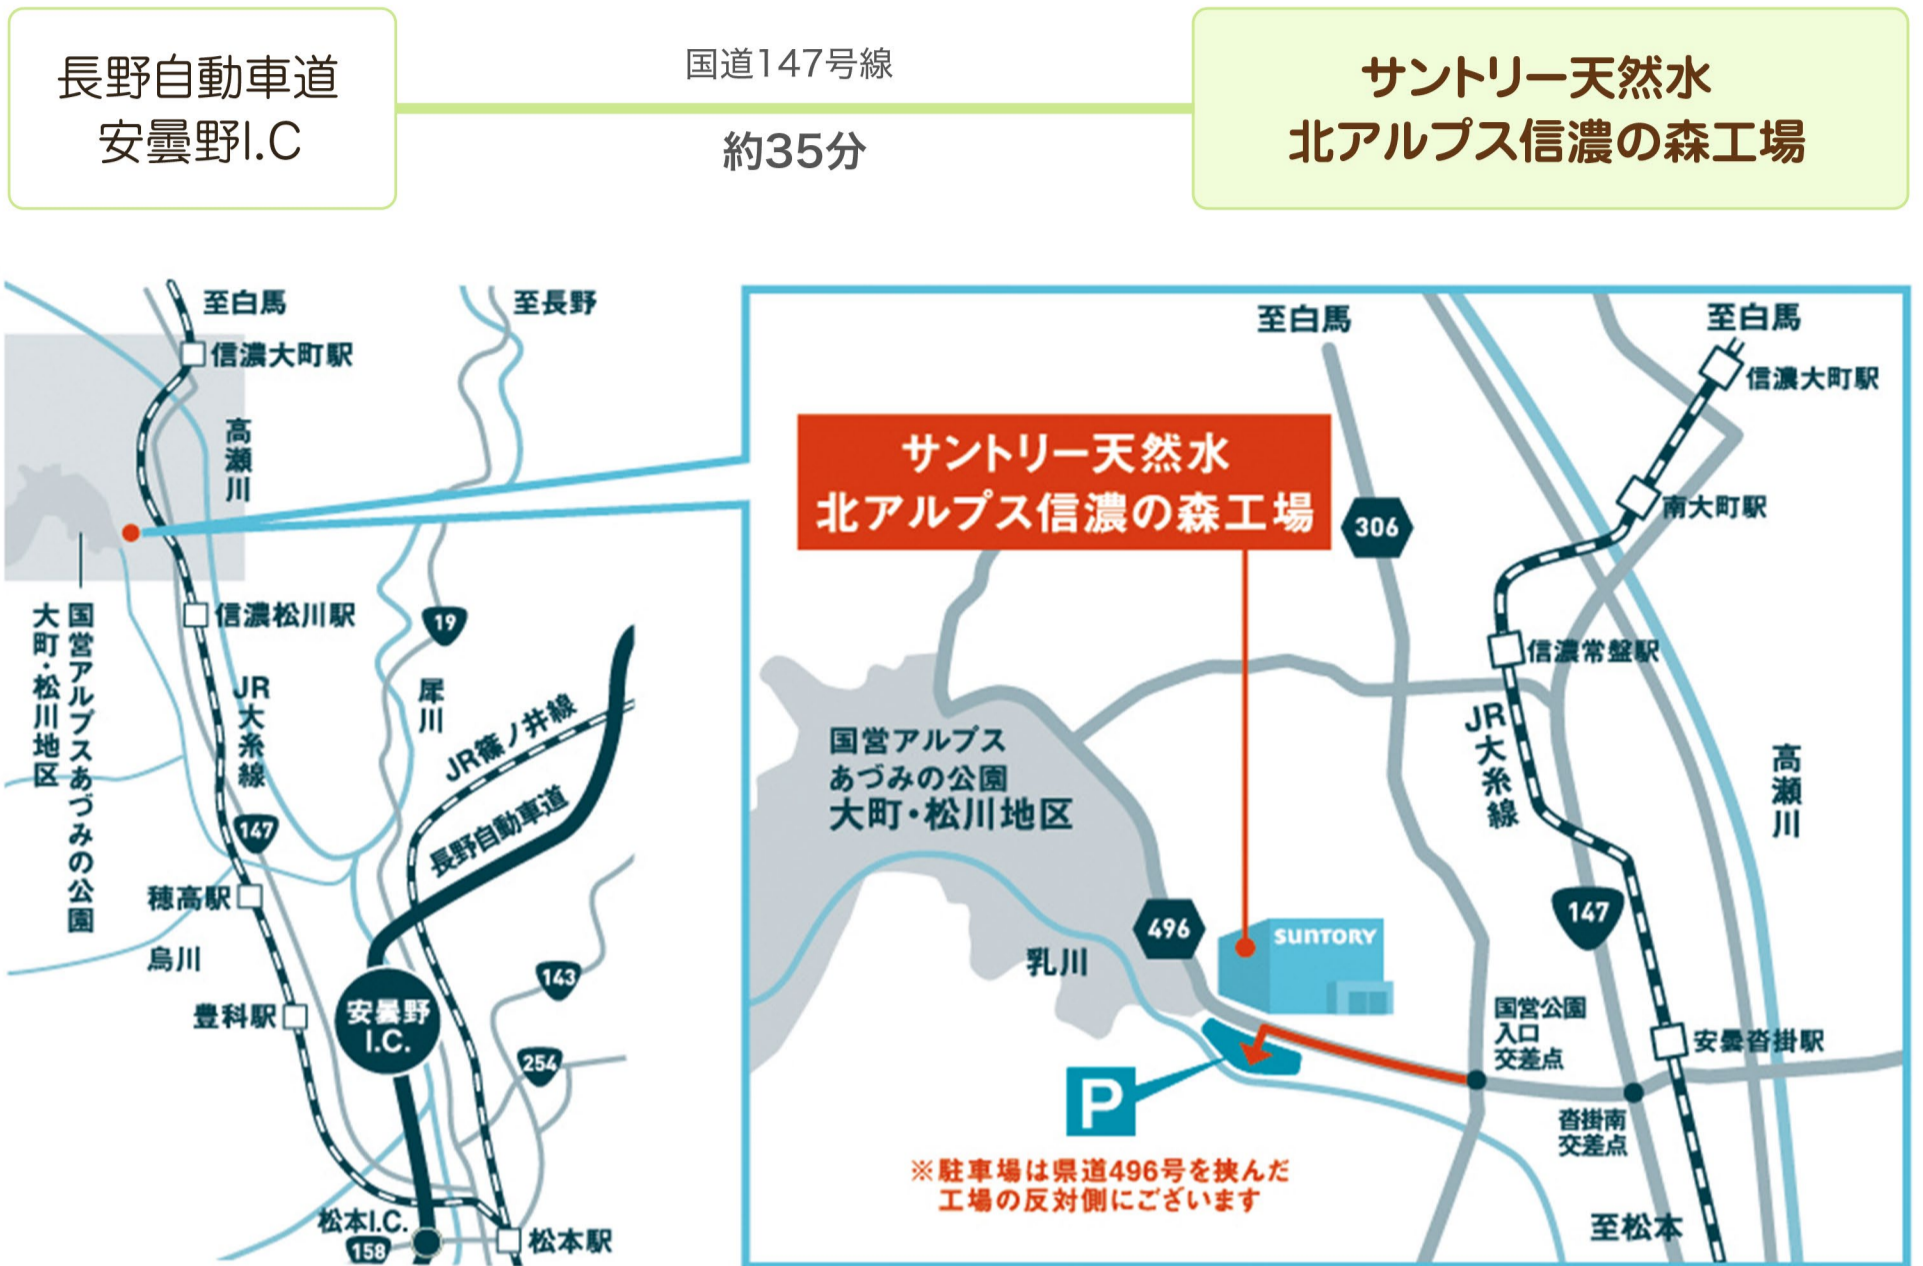 長野自動車道
安曇野I.C
国道147号線
約35分
サントリー天然水
北アルプス信濃の森工場
至白馬
至長野
信濃大町駅
高瀬川
国営アルプスあづみの公園
大町・松川地区
信濃松川駅
19
JR大糸線
犀川
JR篠ノ井線
長野自動車道
147
穂高駅
烏川
豊科駅
安曇野
I.C.
143
254
松本I.C.
158
松本駅
至白馬
至白馬
信濃大町駅
サントリー天然水
北アルプス信濃の森工場
306
南大町駅
信濃常盤駅
国営アルプス
あづみの公園
大町・松川地区
JR大糸線
高瀬川
496
147
SUNTORY
乳川
国営公園
入口
交差点
安曇沓掛駅
P
沓掛南
交差点
※駐車場は県道496号を挟んだ
工場の反対側にございます
至松本